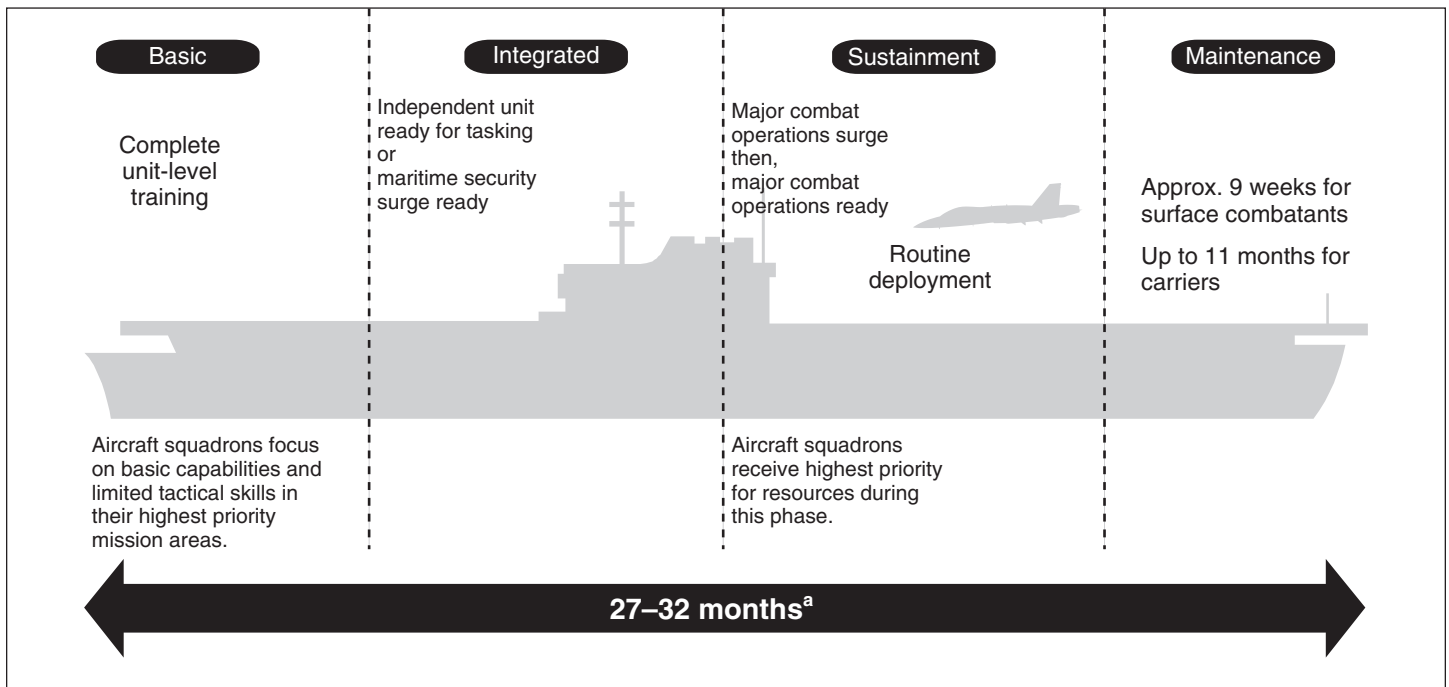 Basic
Complete
unit-level
training
Aircraft squadrons focus
on basic capabilities and
limited tactical skills in
their highest priority
mission areas.
Integrated
Independent unit
ready for tasking
or
maritime security
surge ready
Sustainment
Major combat
operations surge
then,
major combat
operations ready
Routine
deployment
Aircraft squadrons
receive highest priority
for resources during
this phase.
Maintenance
Approx. 9 weeks for
surface combatants
Up to 11 months for
carriers
27–32 monthsᵃ